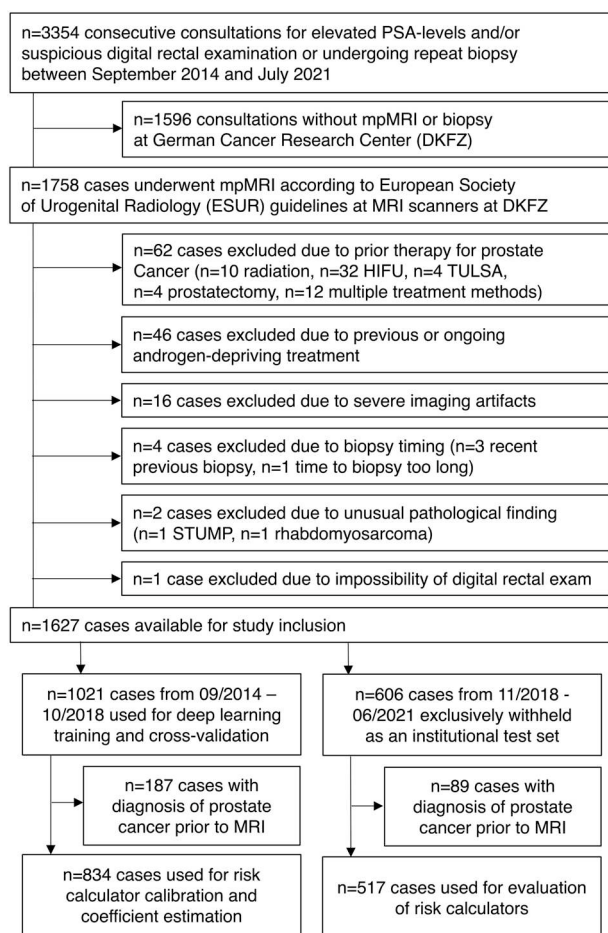 n=3354 consecutive consultations for elevated PSA-levels and/or
suspicious digital rectal examination or undergoing repeat biopsy
between September 2014 and July 2021
n=1596 consultations without mpMRI or biopsy
at German Cancer Research Center (DKFZ)
n=1758 cases underwent mpMRI according to European Society
of Urogenital Radiology (ESUR) guidelines at MRI scanners at DKFZ
n=62 cases excluded due to prior therapy for prostate
Cancer (n=10 radiation, n=32 HIFU, n=4 TULSA,
n=4 prostatectomy, n=12 multiple treatment methods)
n=46 cases excluded due to previous or ongoing
androgen-depriving treatment
n=16 cases excluded due to severe imaging artifacts
n=4 cases excluded due to biopsy timing (n=3 recent
previous biopsy, n=1 time to biopsy too long)
n=2 cases excluded due to unusual pathological finding
(n=1 STUMP, n=1 rhabdomyosarcoma)
n=1 case excluded due to impossibility of digital rectal exam
n=1627 cases available for study inclusion
n=1021 cases from 09/2014 –
10/2018 used for deep learning
training and cross-validation
n=606 cases from 11/2018 -
06/2021 exclusively withheld
as an institutional test set
n=187 cases with
diagnosis of prostate
cancer prior to MRI
n=89 cases with
diagnosis of prostate
cancer prior to MRI
n=834 cases used for risk
calculator calibration and
coefficient estimation
n=517 cases used for evaluation
of risk calculators